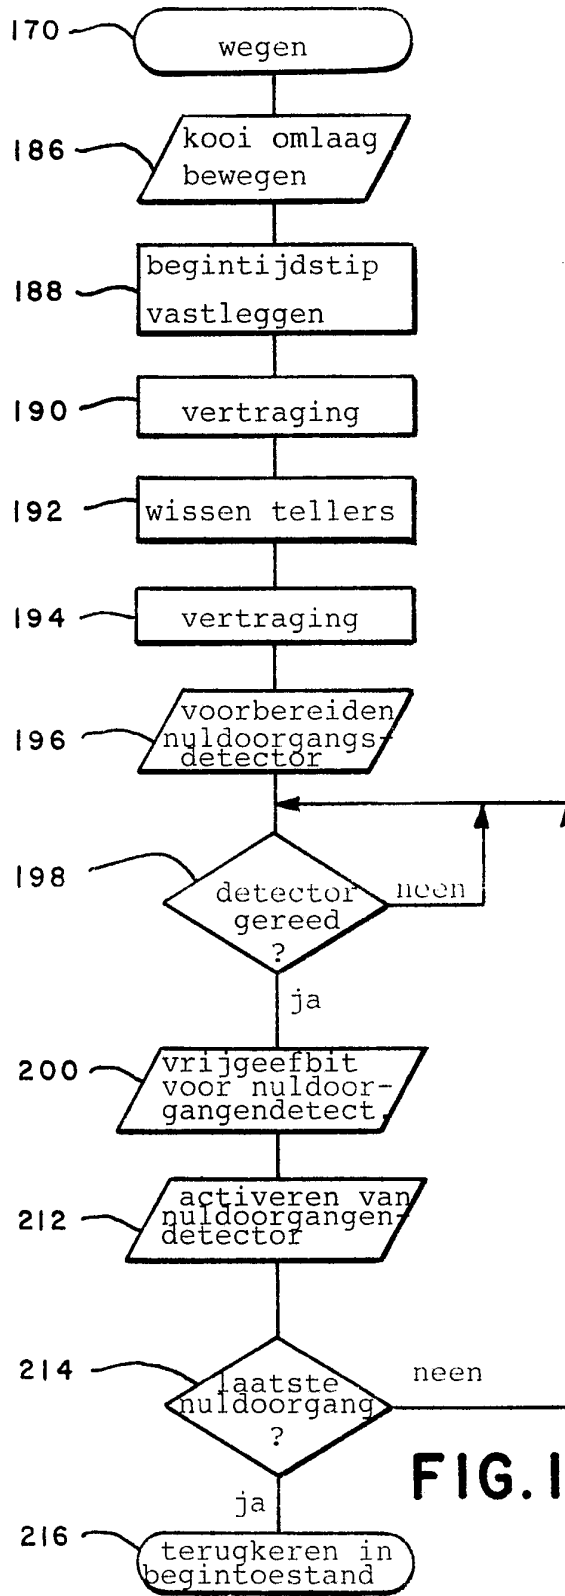 170
wegen
186
kooi omlaag
bewegen
188
begintijdstip
vastleggen
190
vertraging
192
wissen tellers
194
vertraging
196
voorbereiden
nuldoorgangs-
detector
198
detector
gereed
?
neen
ja
200
vrijgeefbit
voor nuldoor-
gangendetect.
212
activeren van
nuldoorgangen-
detector
214
laatste
nuldoorgang
?
neen
ja
FIG.1
216
terugkeren in
begintoestand